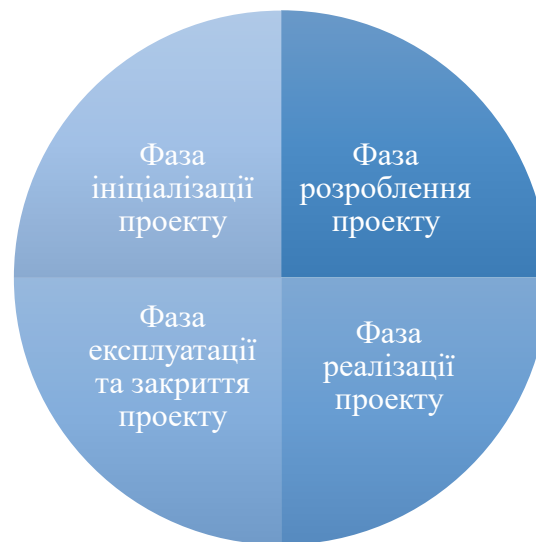 Фаза
ініціалізації
проекту
Фаза
розроблення
проекту
Фаза
експлуатації
та закриття
проекту
Фаза
реалізації
проекту